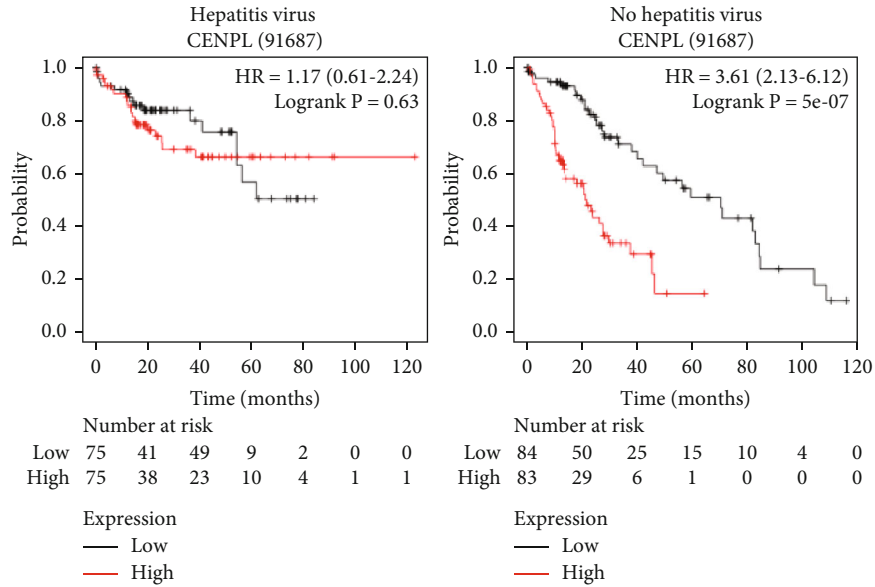 Hepatitis virus
CENPL (91687)
HR = 1.17 (0.61-2.24)
Logrank P = 0.63
Probability
1.0
0.8
0.6
0.4
0.2
0.0
0 20 40 60 80 100 120
Time (months)
Number at risk
Low 75 41 49 9 2 0 0
High 75 38 23 10 4 1 1
Expression
Low
High
No hepatitis virus
CENPL (91687)
HR = 3.61 (2.13-6.12)
Logrank P = 5e-07
Probability
1.0
0.8
0.6
0.4
0.2
0.0
0 20 40 60 80 100 120
Time (months)
Number at risk
Low 84 50 25 15 10 4 0
High 83 29 6 1 0 0 0
Expression
Low
High